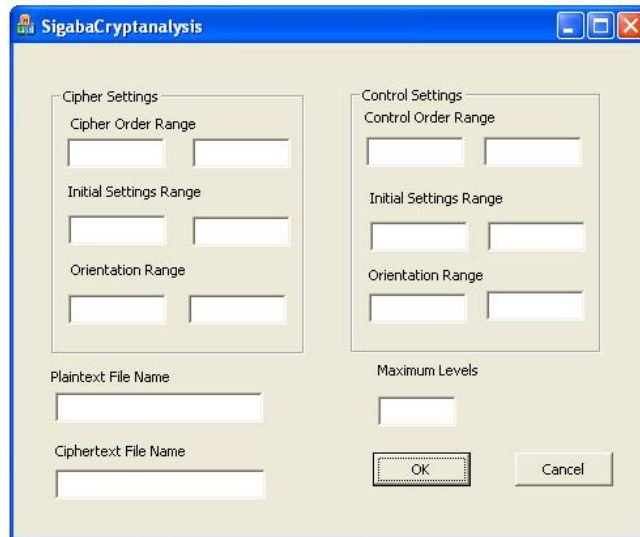 SigabaCryptanalysis
Cipher Settings
Cipher Order Range
Initial Settings Range
Orientation Range
Control Settings
Control Order Range
Initial Settings Range
Orientation Range
Plaintext File Name
Maximum Levels
Ciphertext File Name
OK
Cancel